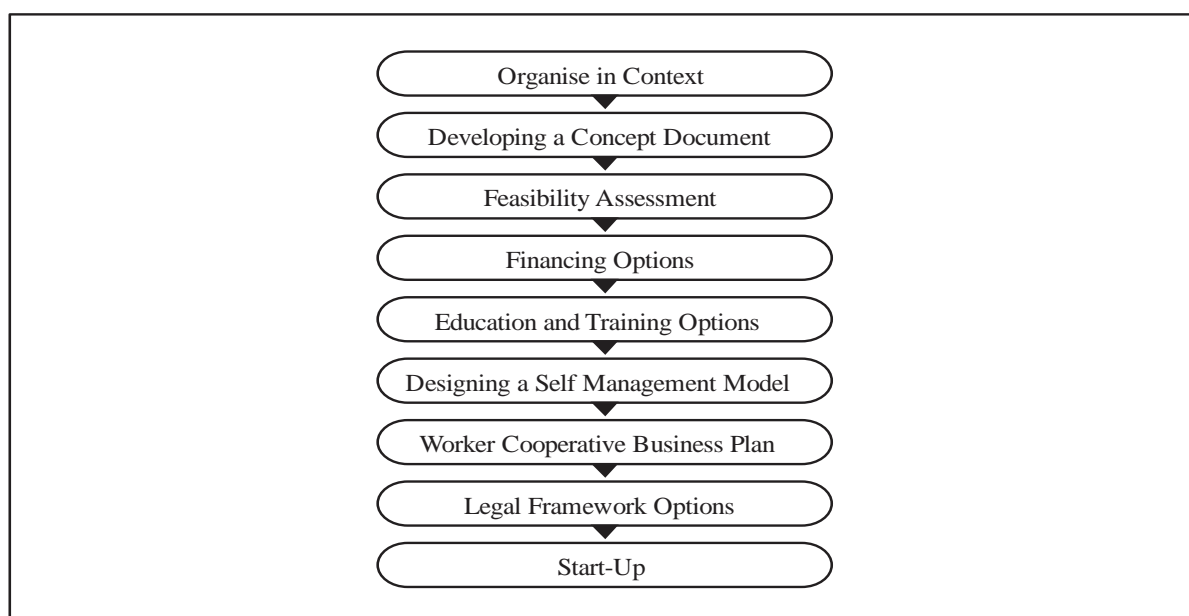 Organise in Context
Developing a Concept Document
Feasibility Assessment
Financing Options
Education and Training Options
Designing a Self Management Model
Worker Cooperative Business Plan
Legal Framework Options
Start-Up